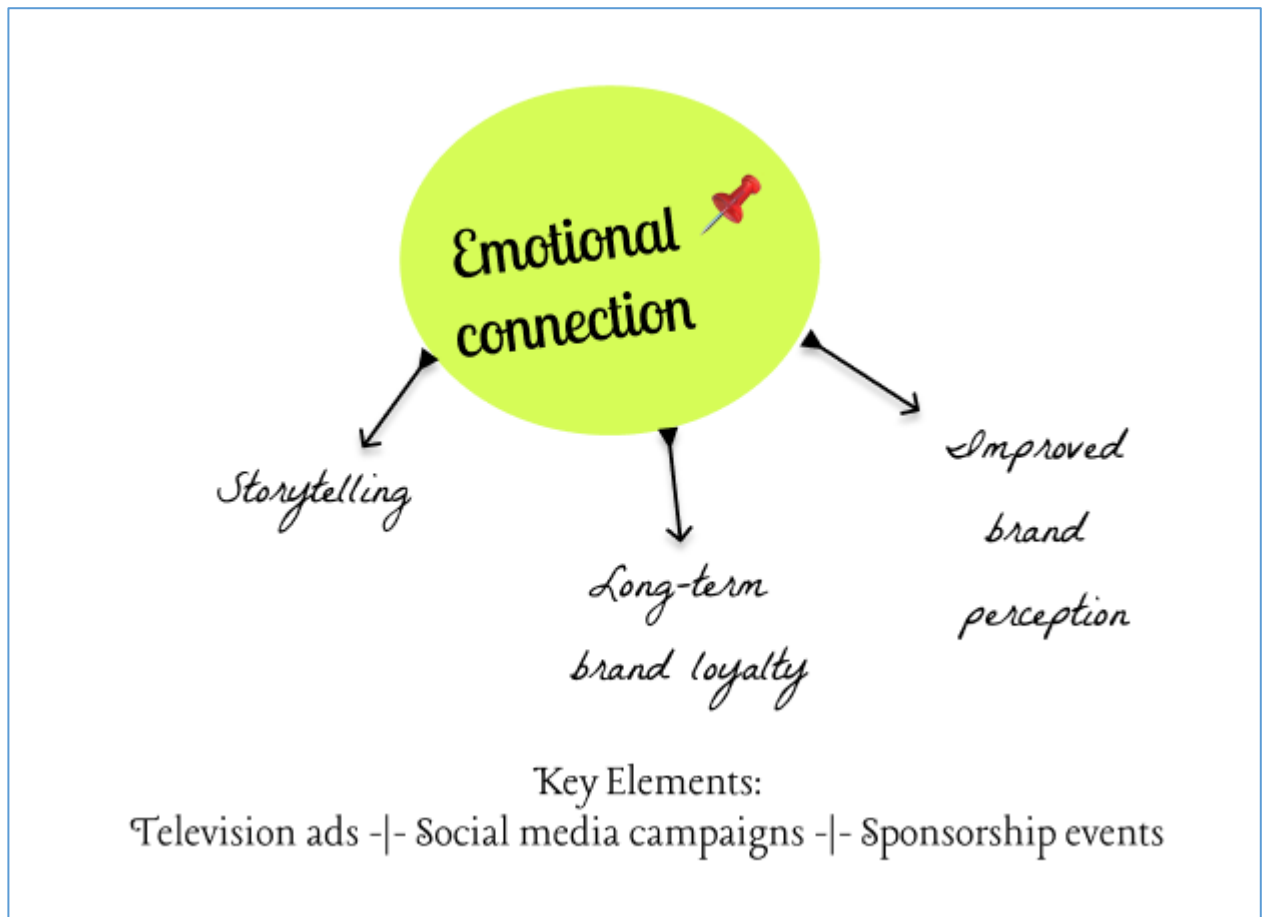 Emotional
connection
Storytelling
Long-term
brand loyalty
Improved
brand
perception
Key Elements:
Television ads -|- Social media campaigns -|- Sponsorship events